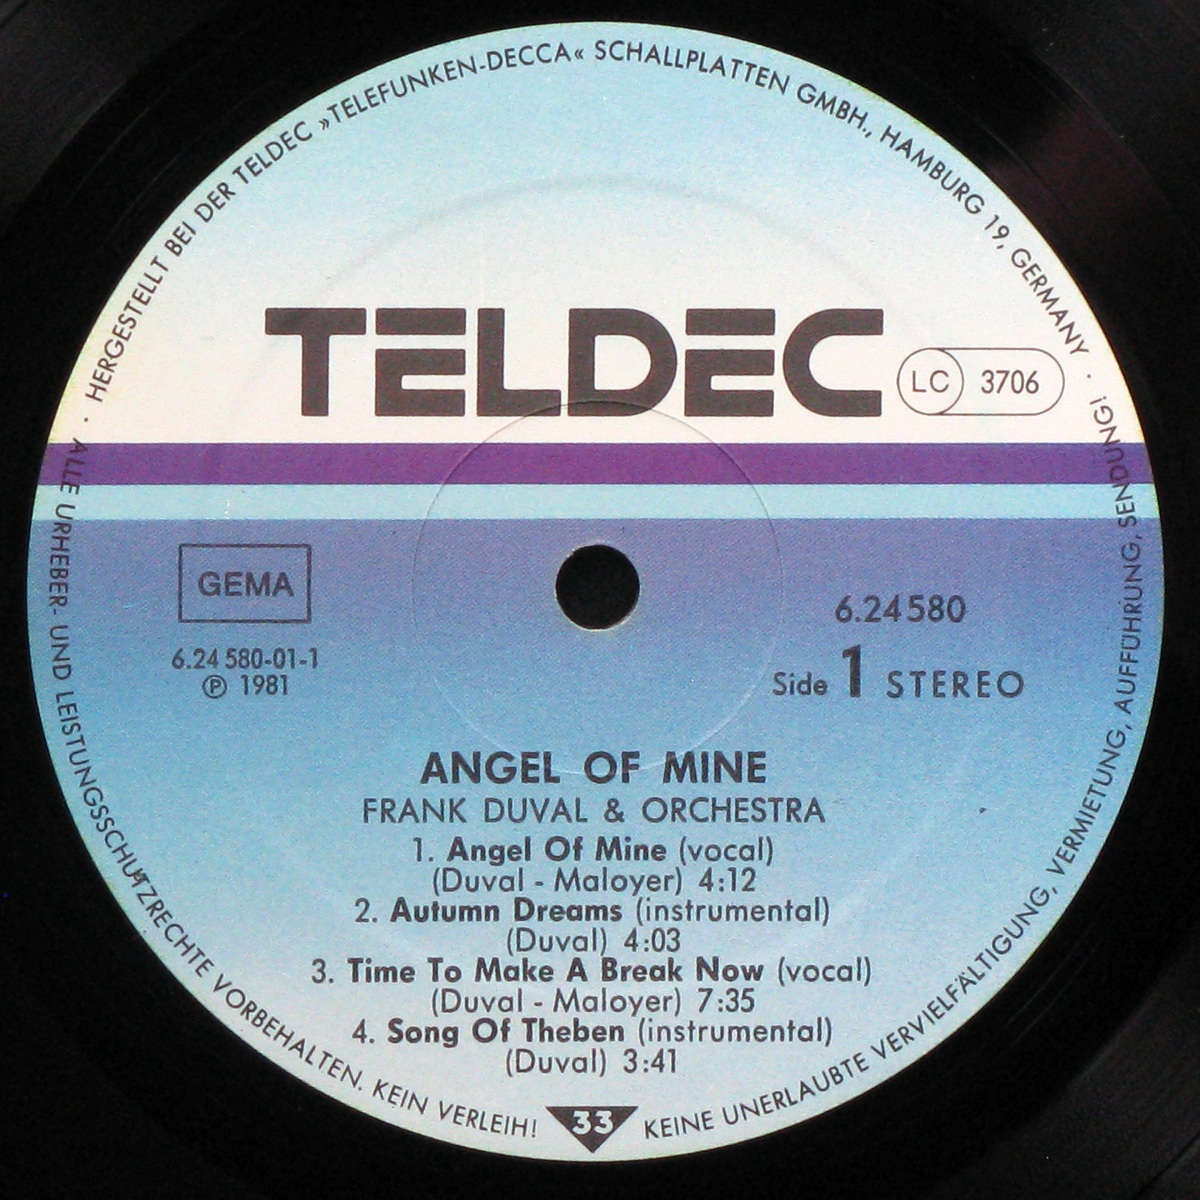 · HERGESTELLT BEI DER TELDEC »TELEFUNKEN-DECCA« SCHALLPLATTEN GMBH., HAMBURG 19, GERMANY ·
TELDEC
LC 3706
GEMA
6.24580
6.24 580-01-1
Ⓟ 1981
Side 1 STEREO
ANGEL OF MINE
FRANK DUVAL & ORCHESTRA
1. Angel Of Mine (vocal)
(Duval - Maloyer) 4:12
2. Autumn Dreams (instrumental)
(Duval) 4:03
3. Time To Make A Break Now (vocal)
(Duval - Maloyer) 7:35
4. Song Of Theben (instrumental)
(Duval) 3:41
ALLE URHEBER- UND LEISTUNGSSCHUTZRECHTE VORBEHALTEN. KEIN VERLEIH!
33
KEINE UNERLAUBTE VERVIELFÄLTIGUNG, VERMIETUNG, AUFFÜHRUNG, SENDUNG!